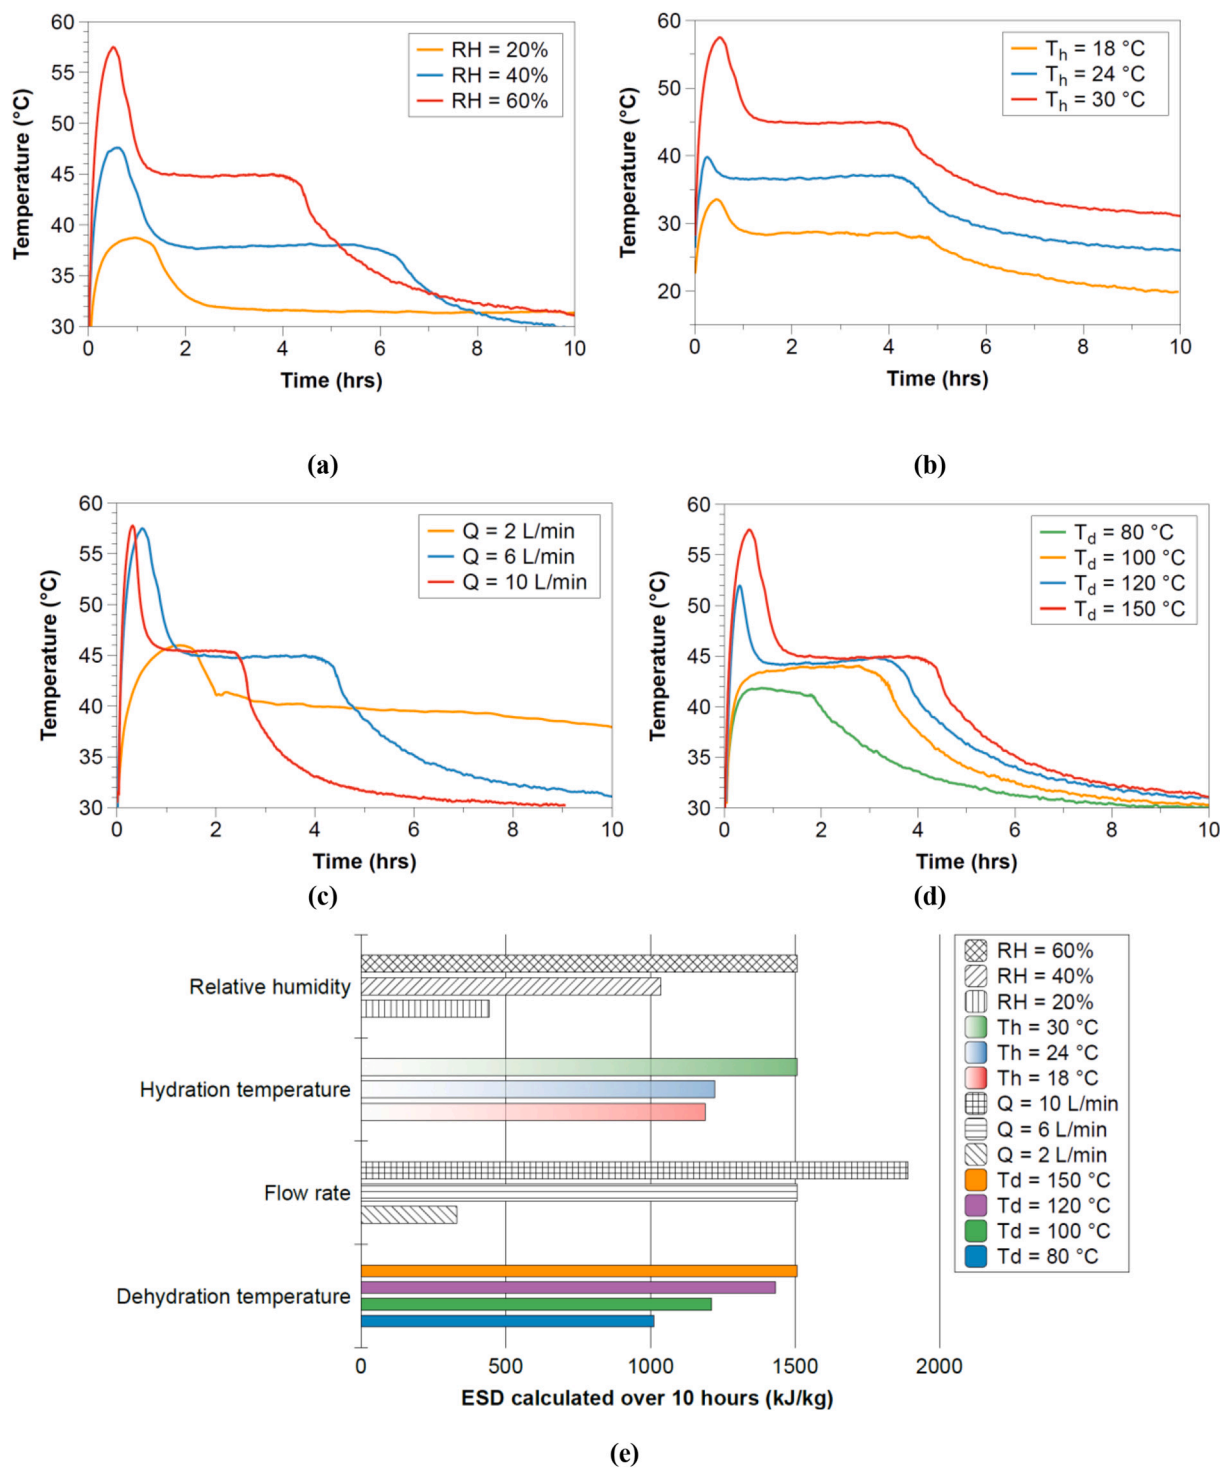 60
55
50
45
40
35
30
Temperature (°C)
RH = 20%
RH = 40%
RH = 60%
0 2 4 6 8 10
Time (hrs)
(a)
60
50
40
30
20
Temperature (°C)
Th = 18 °C
Th = 24 °C
Th = 30 °C
0 2 4 6 8 10
Time (hrs)
(b)
60
55
50
45
40
35
30
Temperature (°C)
Q = 2 L/min
Q = 6 L/min
Q = 10 L/min
0 2 4 6 8 10
Time (hrs)
(c)
60
55
50
45
40
35
30
Temperature (°C)
Td = 80 °C
Td = 100 °C
Td = 120 °C
Td = 150 °C
0 2 4 6 8 10
Time (hrs)
(d)
Relative humidity
Hydration temperature
Flow rate
Dehydration temperature
RH = 60%
RH = 40%
RH = 20%
Th = 30 °C
Th = 24 °C
Th = 18 °C
Q = 10 L/min
Q = 6 L/min
Q = 2 L/min
Td = 150 °C
Td = 120 °C
Td = 100 °C
Td = 80 °C
0 500 1000 1500 2000
ESD calculated over 10 hours (kJ/kg)
(e)